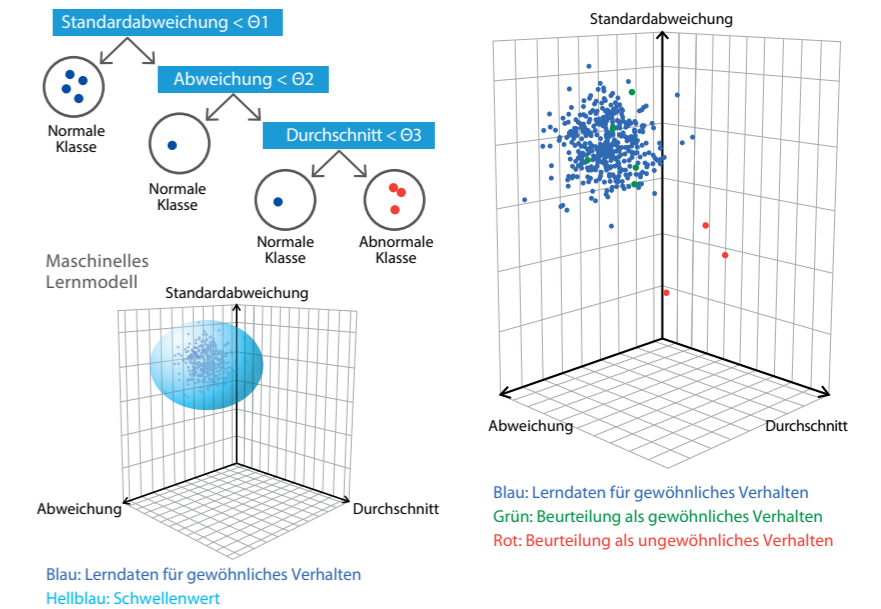 Standardabweichung < Θ1
Abweichung < Θ2
Durchschnitt < Θ3
Normale
Klasse
Normale
Klasse
Normale
Klasse
Abnormale
Klasse
Maschinelles
Lernmodell
Standardabweichung
Abweichung
Durchschnitt
Blau: Lerndaten für gewöhnliches Verhalten
Hellblau: Schwellenwert
Standardabweichung
Abweichung
Durchschnitt
Blau: Lerndaten für gewöhnliches Verhalten
Grün: Beurteilung als gewöhnliches Verhalten
Rot: Beurteilung als ungewöhnliches Verhalten